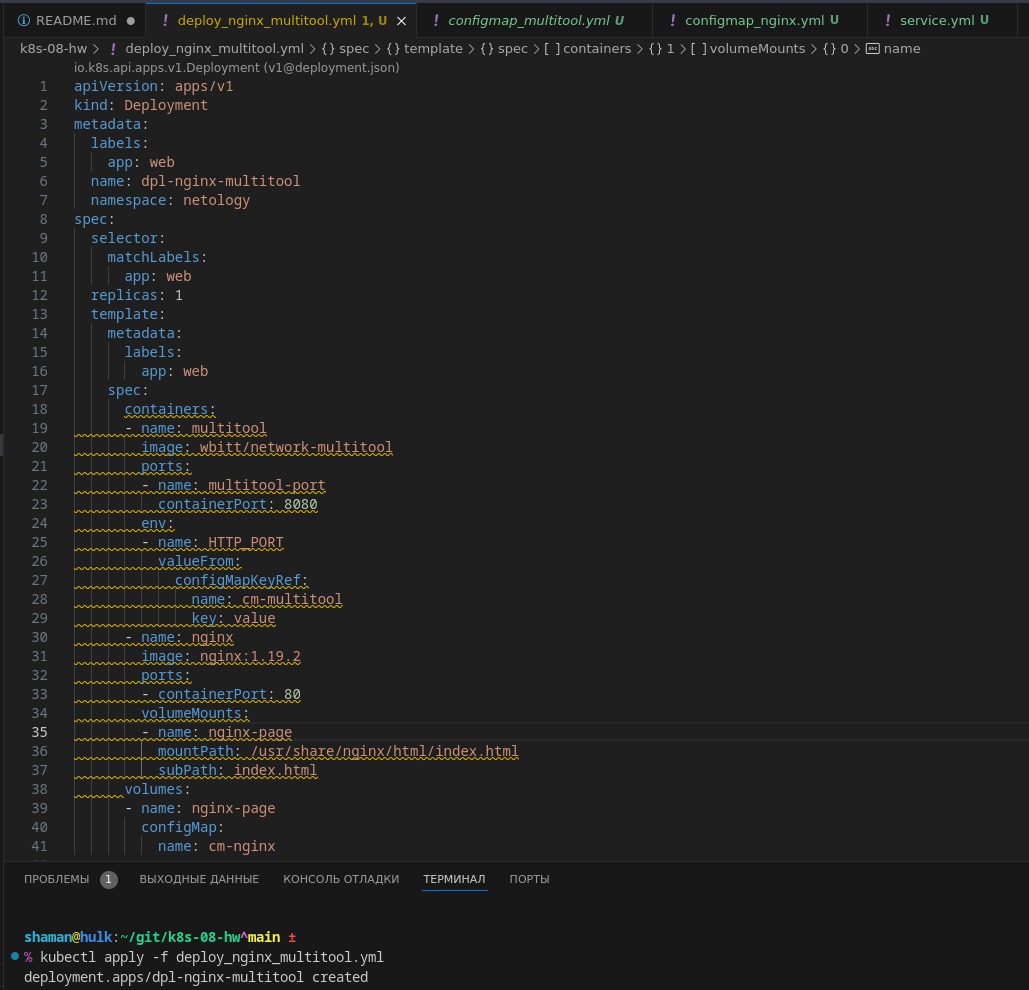 README.md ● ! deploy_nginx_multitool.yml 1, U × ! configmap_multitool.yml U ! configmap_nginx.yml U ! service.yml U
k8s-08-hw > ! deploy_nginx_multitool.yml > {} spec > {} template > {} spec > [ ] containers > {} 1 > [ ] volumeMounts > {} 0 > abc name
io.k8s.api.apps.v1.Deployment (v1@deployment.json)
1 apiVersion: apps/v1
2 kind: Deployment
3 metadata:
4   labels:
5     app: web
6   name: dpl-nginx-multitool
7   namespace: netology
8 spec:
9   selector:
10     matchLabels:
11       app: web
12   replicas: 1
13   template:
14     metadata:
15       labels:
16         app: web
17     spec:
18       containers:
19       - name: multitool
20         image: wbitt/network-multitool
21         ports:
22         - name: multitool-port
23           containerPort: 8080
24         env:
25         - name: HTTP_PORT
26           valueFrom:
27             configMapKeyRef:
28               name: cm-multitool
29               key: value
30       - name: nginx
31         image: nginx:1.19.2
32         ports:
33         - containerPort: 80
34         volumeMounts:
35         - name: nginx-page
36           mountPath: /usr/share/nginx/html/index.html
37           subPath: index.html
38       volumes:
39       - name: nginx-page
40         configMap:
41           name: cm-nginx
ПРОБЛЕМЫ 1 ВЫХОДНЫЕ ДАННЫЕ КОНСОЛЬ ОТЛАДКИ ТЕРМИНАЛ ПОРТЫ
shaman@hulk:~/git/k8s-08-hw^main ±
% kubectl apply -f deploy_nginx_multitool.yml
deployment.apps/dpl-nginx-multitool created